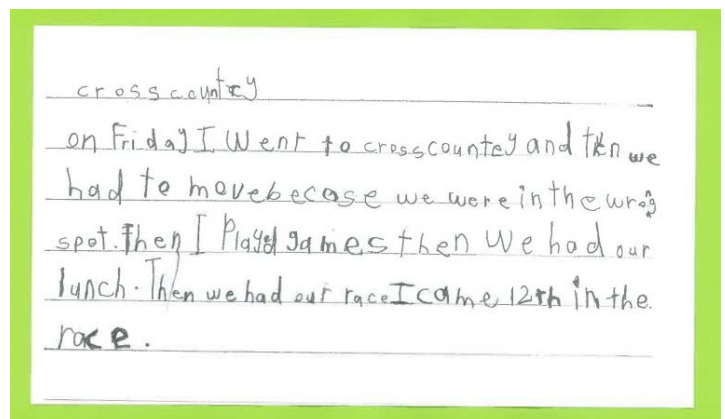 crosscountry
on Friday I Went to crosscountey and then we
had to movebecase we were in the wrog
spot. Then I Played games then We had our
lunch. Then we had our race I came 12th in the.
race.